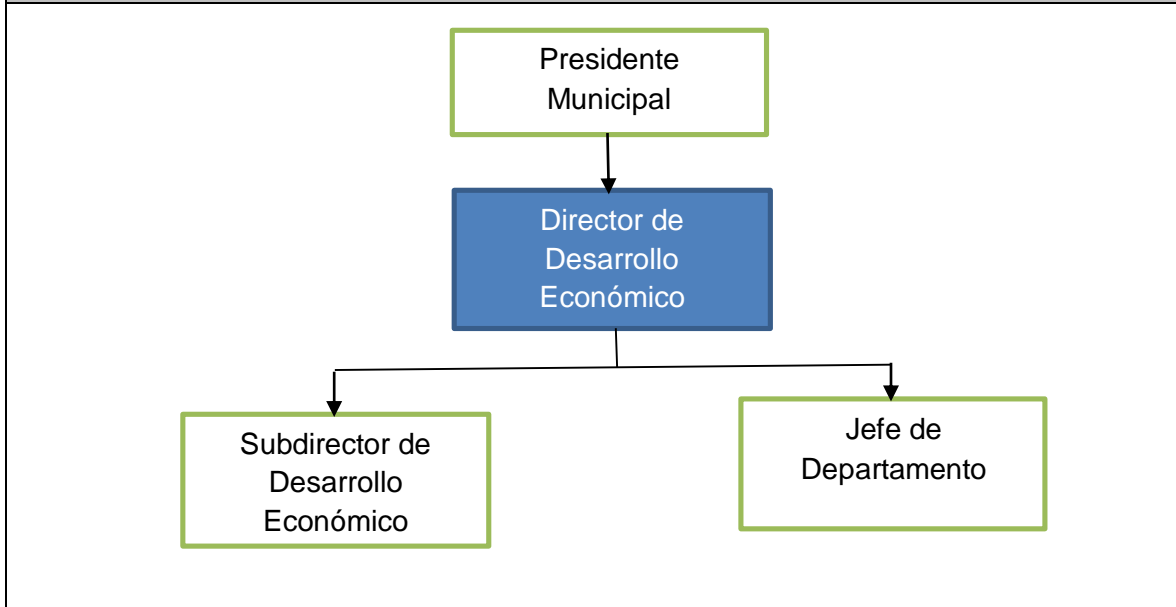 Presidente
Municipal
Director de
Desarrollo
Económico
Subdirector de
Desarrollo
Económico
Jefe de
Departamento